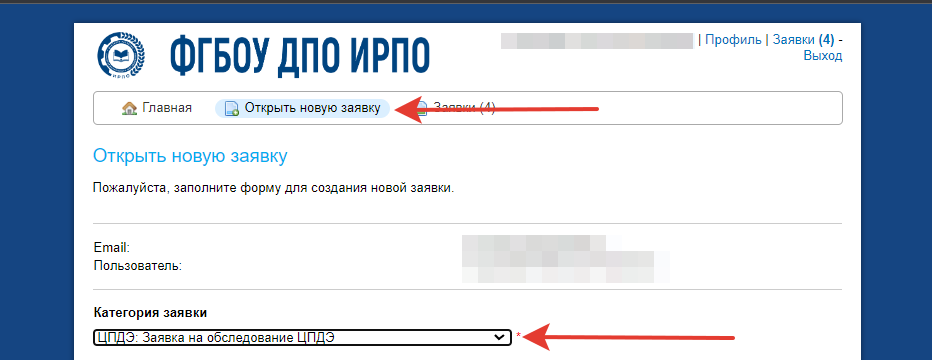 ФГБОУ ДПО ИРПО
| Профиль | Заявки (4) -
Выход
Главная
Открыть новую заявку
Заявки (4)
Открыть новую заявку
Пожалуйста, заполните форму для создания новой заявки.
Email:
Пользователь:
Категория заявки
ЦПДЭ: Заявка на обследование ЦПДЭ *